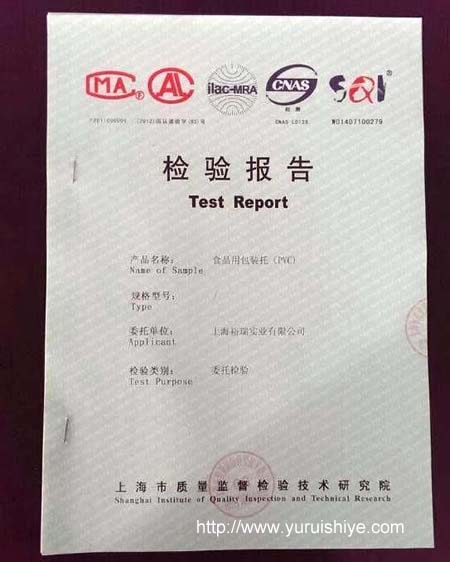 CMA F
CAL
ilac-MRA
CNAS
检 测
SQI ®
CNAS L0128
W01407100279
检验报告
Test Report
产品名称： 食品用包装托（PVC）
Name of Sample
规格型号： /
Type
委托单位： 上海裕瑞实业有限公司
Applicant
检验类别： 委托检验
Test Purpose
上海市质量监督检验技术研究院
Shanghai Institute of Quality Inspection and Technical Research
http://www.yuruishiye.com